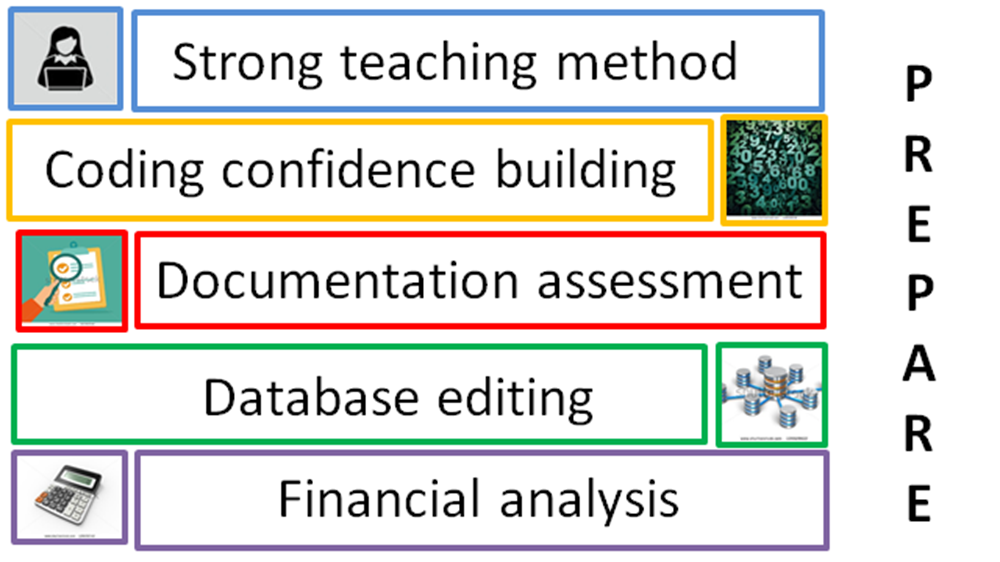 Strong teaching method
Coding confidence building
Documentation assessment
Database editing
Financial analysis
P
R
E
P
A
R
E